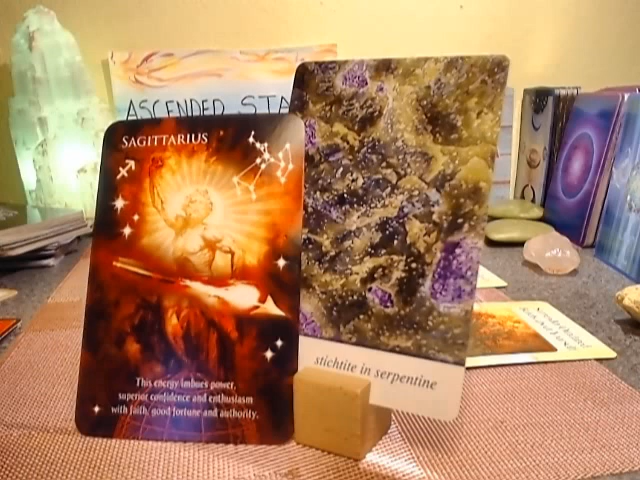 ASCENDED STA
SAGITTARIUS
This energy imbues power,
superior confidence and enthusiasm
with faith, good fortune and authority.
stichtite in serpentine